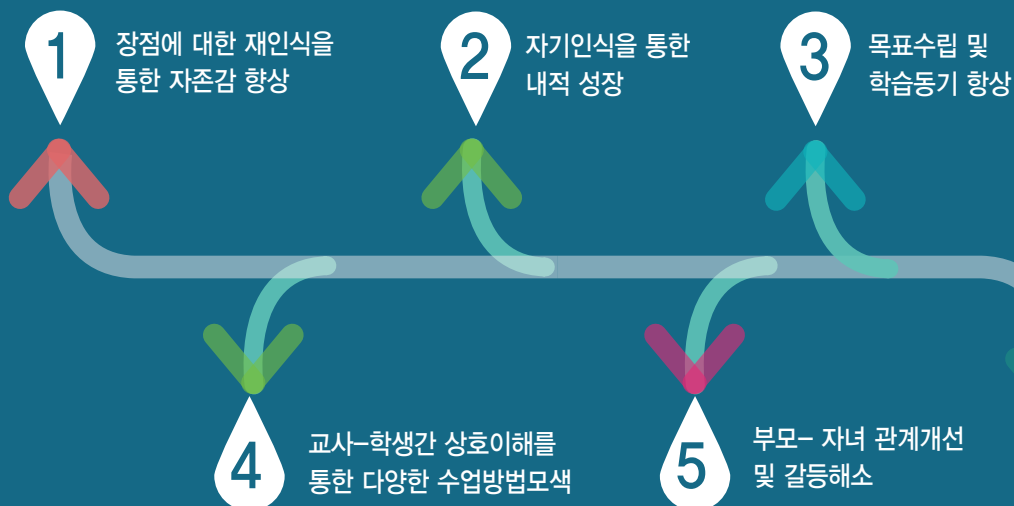 1
장점에 대한 재인식을
통한 자존감 향상
2
자기인식을 통한
내적 성장
3
목표수립 및
학습동기 항상
4
교사-학생간 상호이해를
통한 다양한 수업방법모색
5
부모- 자녀 관계개선
및 갈등해소